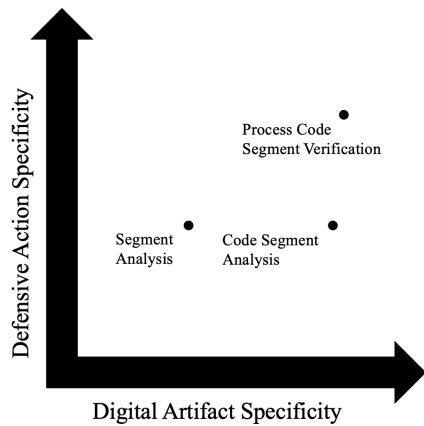 Defensive Action Specificity
Process Code
Segment Verification
Segment
Analysis
Code Segment
Analysis
Digital Artifact Specificity